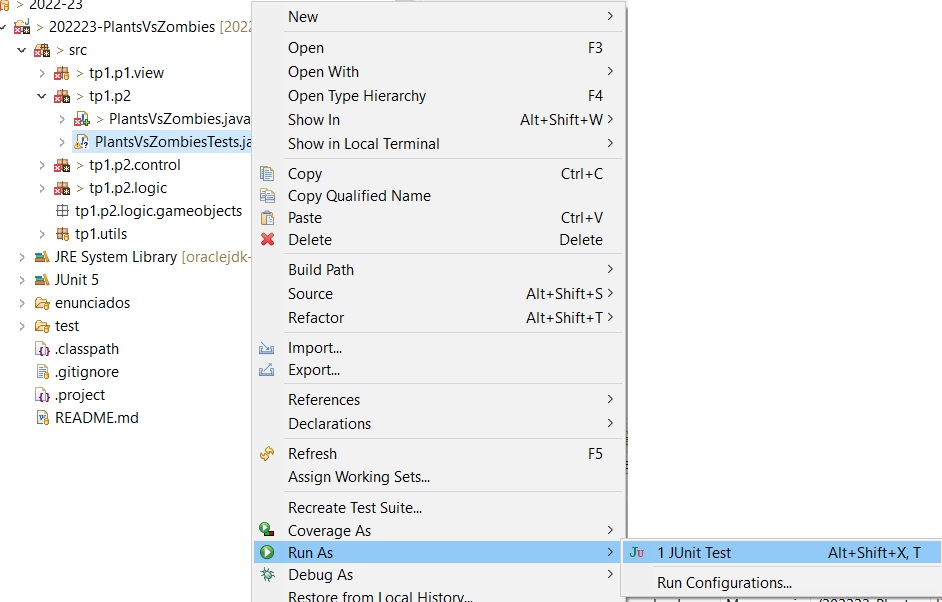 > 2022-23
> 202223-PlantsVsZombies [202
> src
> tp1.p1.view
> tp1.p2
> PlantsVsZombies.java
PlantsVsZombiesTests.ja
> tp1.p2.control
> tp1.p2.logic
tp1.p2.logic.gameobjects
tp1.utils
JRE System Library [oraclejdk-
JUnit 5
enunciados
test
.classpath
.gitignore
.project
README.md
New
Open F3
Open With
Open Type Hierarchy F4
Show In Alt+Shift+W
Show in Local Terminal
Copy Ctrl+C
Copy Qualified Name
Paste Ctrl+V
Delete Delete
Build Path
Source Alt+Shift+S
Refactor Alt+Shift+T
Import...
Export...
References
Declarations
Refresh F5
Assign Working Sets...
Recreate Test Suite...
Coverage As
Run As
Debug As
Restore from Local History...
JU 1 JUnit Test Alt+Shift+X, T
Run Configurations...